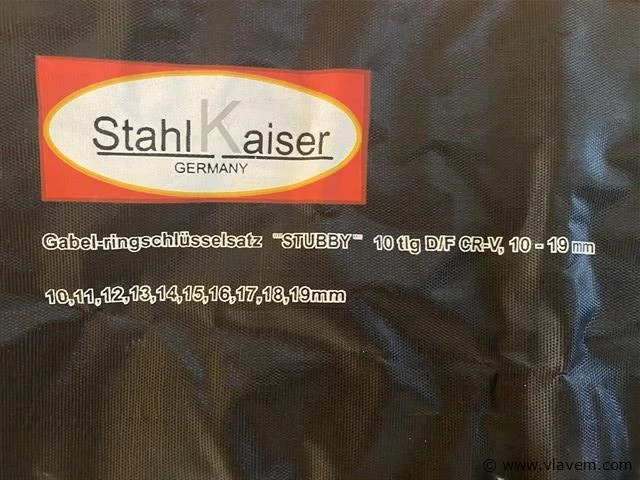 StahlKaiser
GERMANY
Gabel-ringschlüsselsatz ""STUBBY"" 10 tlg D/F CR-V, 10 - 19 mm
10,11,12,13,14,15,16,17,18,19mm
© www.vlavem.com